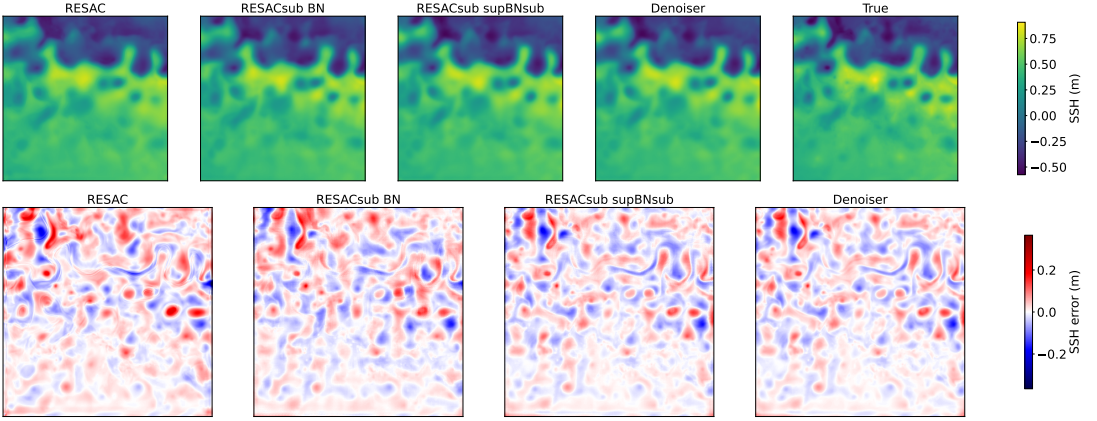 RESAC RESACsub BN RESACsub supBNsub Denoiser True
0.75
0.50
0.25
0.00
−0.25
−0.50
SSH (m)
RESAC RESACsub BN RESACsub supBNsub Denoiser
0.2
0.0
−0.2
SSH error (m)